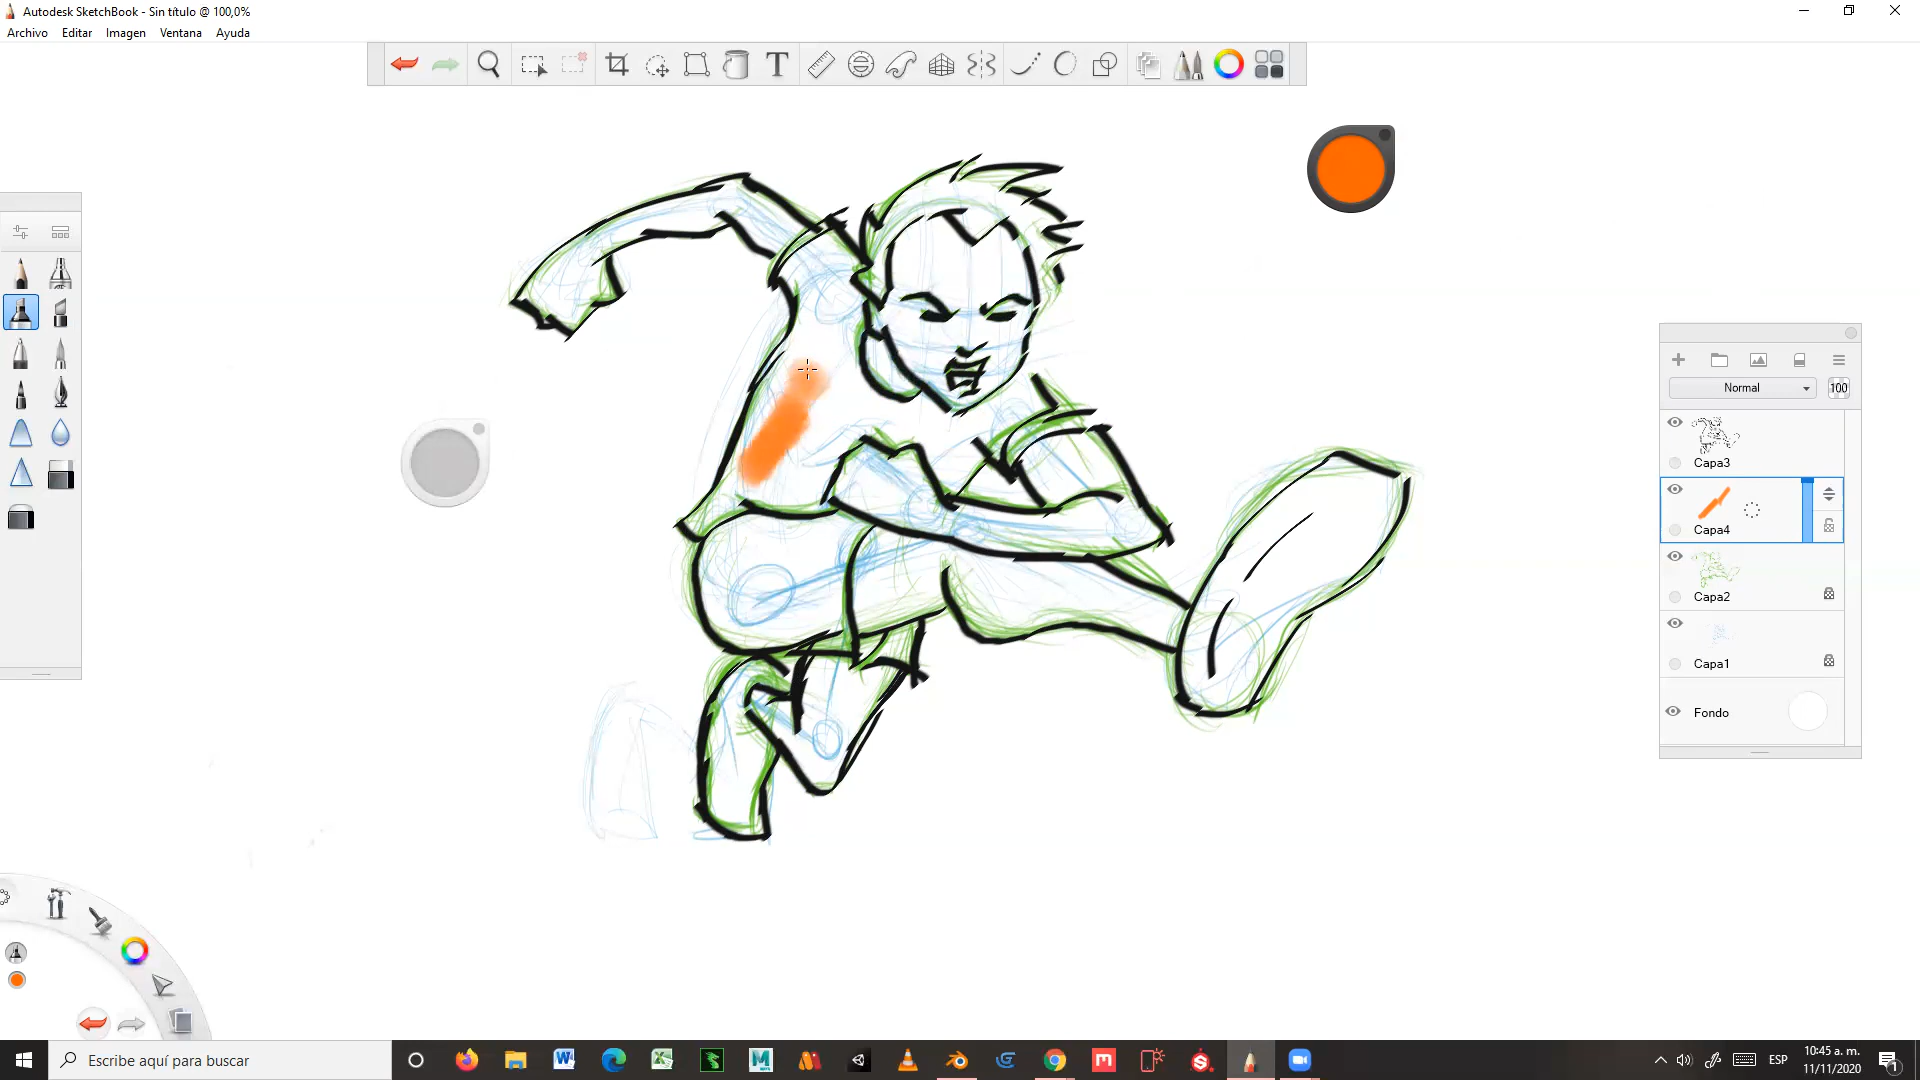 Autodesk SketchBook - Sin título @ 100,0%
Archivo Editar Imagen Ventana Ayuda
T
Normal 100
Capa3
Capa4
Capa2
Capa1
Fondo
Escribe aquí para buscar
ESP
10:45 a. m.
11/11/2020
1